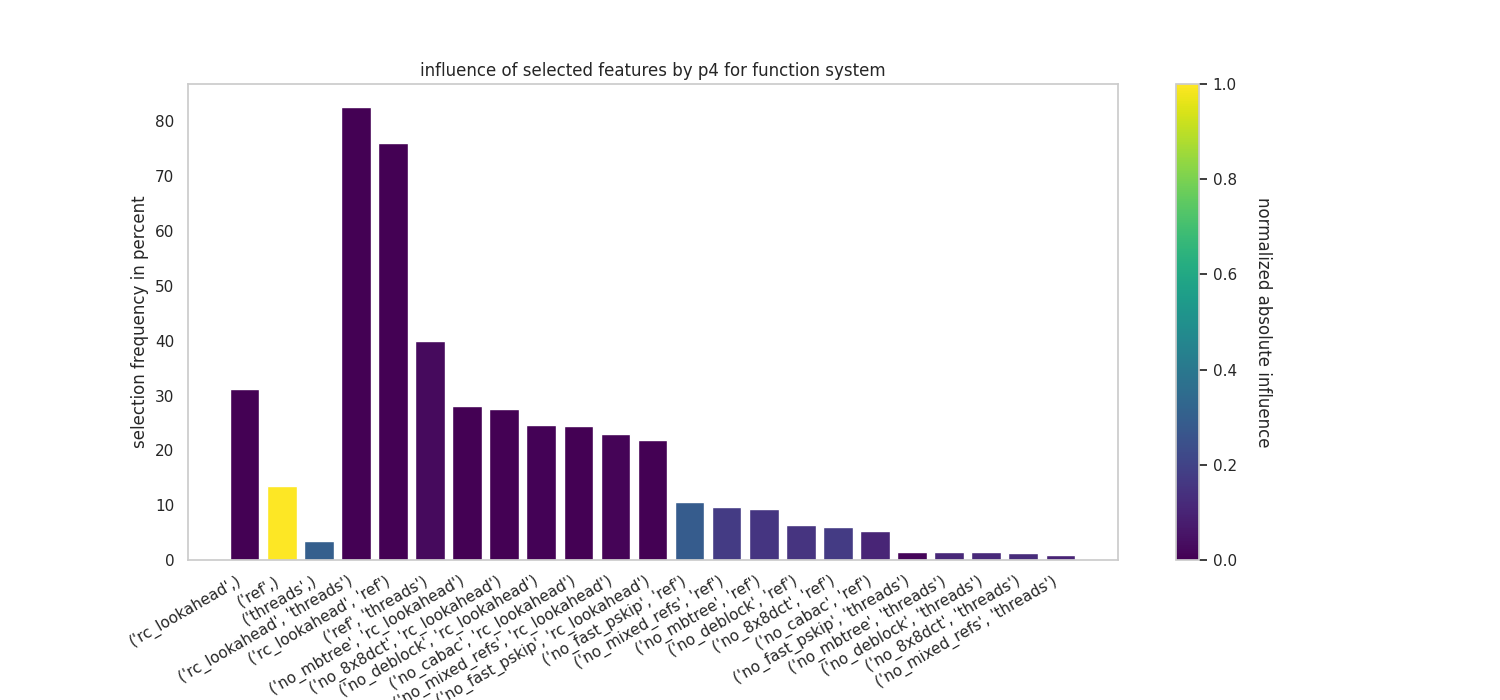 influence of selected features by p4 for function system
selection frequency in percent
80
70
60
50
40
30
20
10
0
('rc_lookahead',)
('ref',)
('threads',)
('rc_lookahead', 'threads')
('rc_lookahead', 'ref')
('ref', 'threads')
('no_mbtree', 'rc_lookahead')
('no_8x8dct', 'rc_lookahead')
('no_deblock', 'rc_lookahead')
('no_cabac', 'rc_lookahead')
('no_mixed_refs', 'rc_lookahead')
('no_fast_pskip', 'rc_lookahead')
('no_fast_pskip', 'ref')
('no_mixed_refs', 'ref')
('no_mbtree', 'ref')
('no_deblock', 'ref')
('no_8x8dct', 'ref')
('no_cabac', 'ref')
('no_fast_pskip', 'threads')
('no_mbtree', 'threads')
('no_deblock', 'threads')
('no_8x8dct', 'threads')
('no_mixed_refs', 'threads')
1.0
0.8
0.6
0.4
0.2
0.0
normalized absolute influence